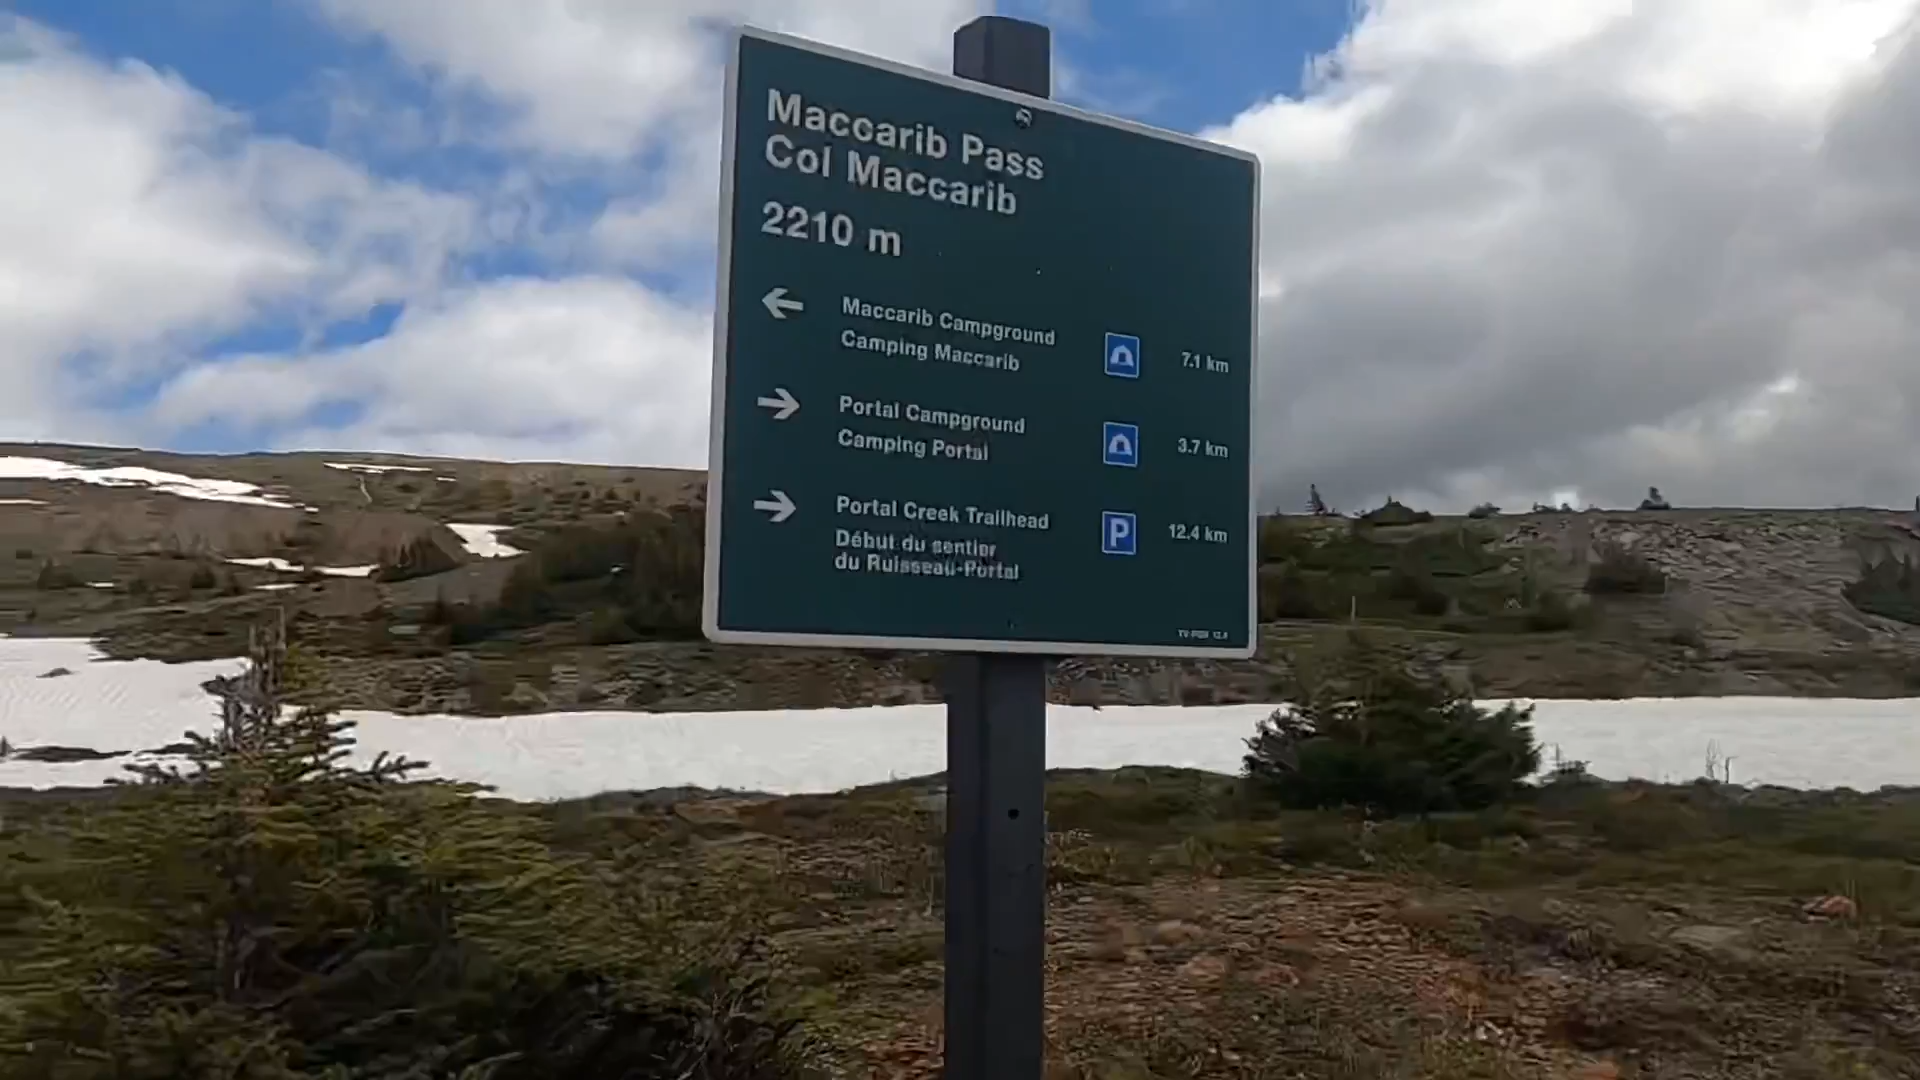 Maccarib Pass
Col Maccarib
2210 m
← Maccarib Campground
Camping Maccarib
7.1 km
→ Portal Campground
Camping Portal
3.7 km
→ Portal Creek Trailhead
Début du sentier
du Ruisseau-Portal
P 12.4 km